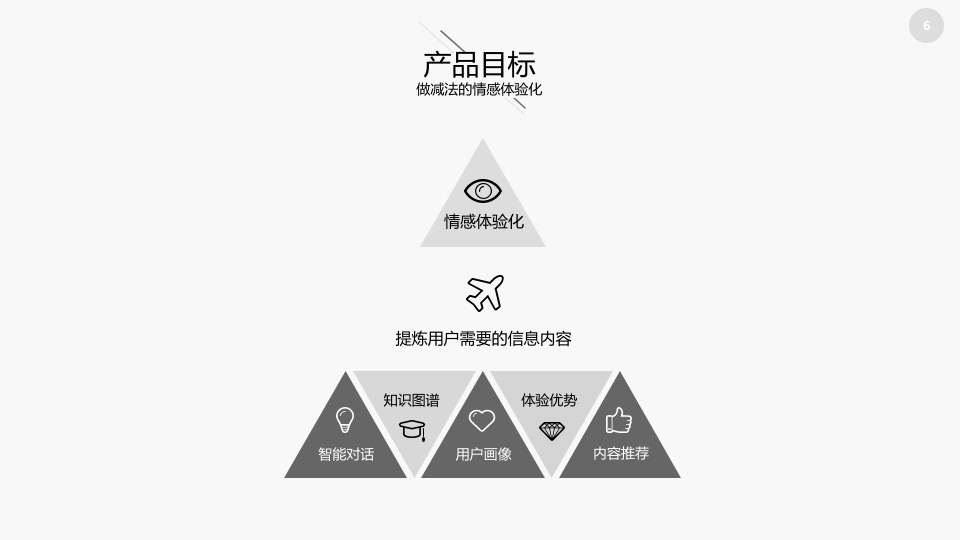 6
产品目标
做减法的情感体验化
情感体验化
提炼用户需要的信息内容
知识图谱
体验优势
智能对话
用户画像
内容推荐